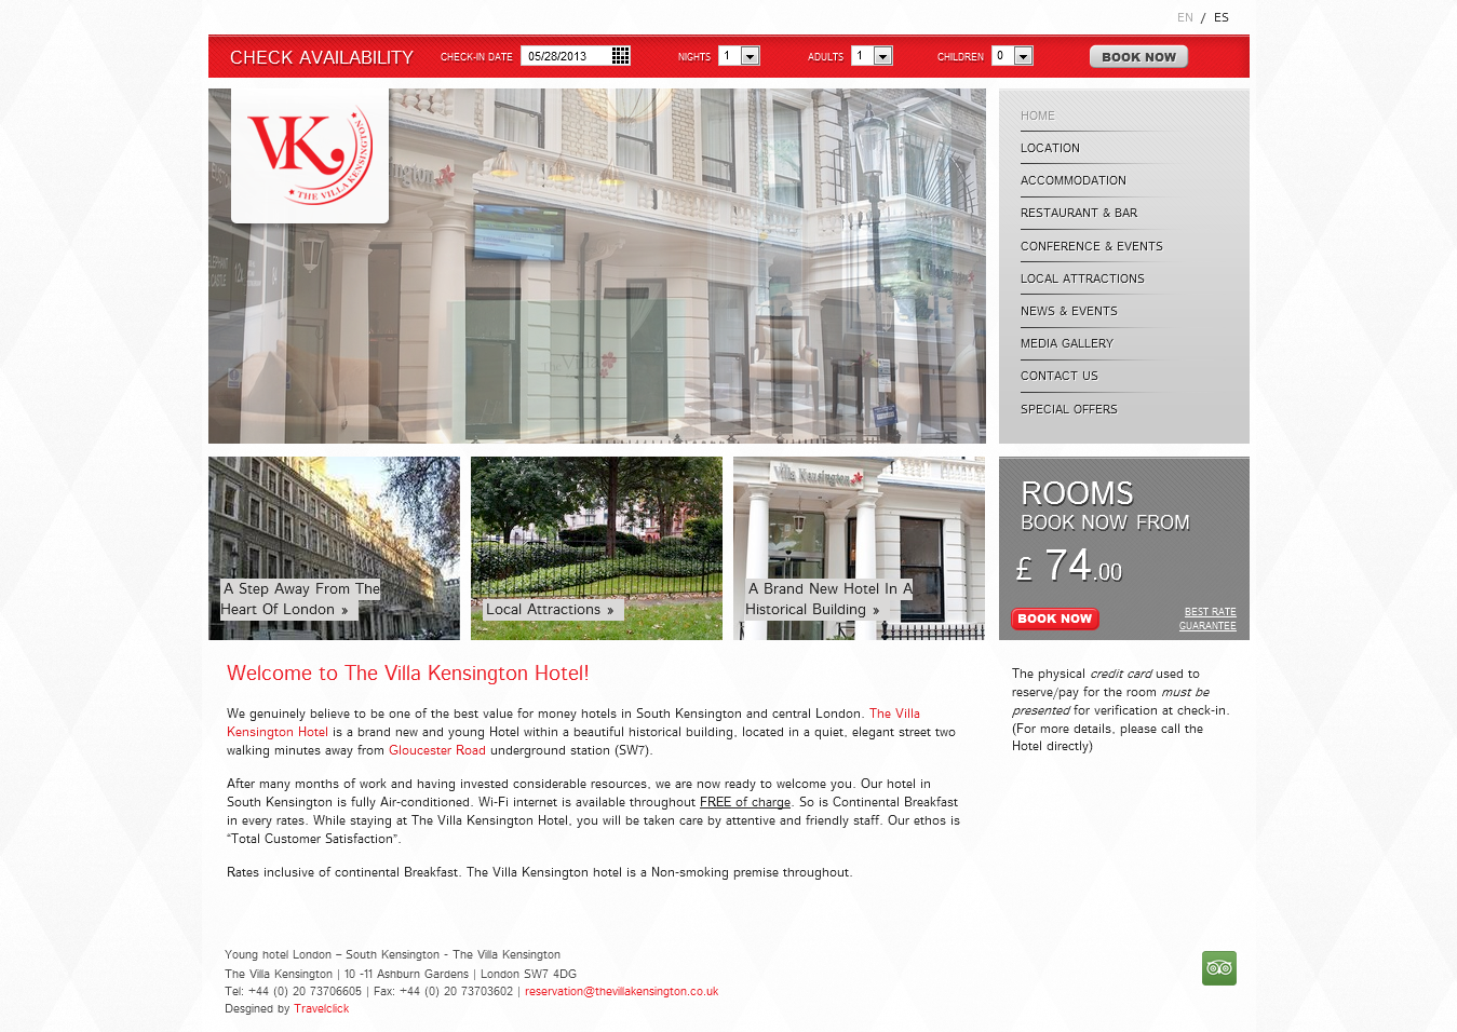 EN / ES
CHECK AVAILABILITY CHECK-IN DATE 05/28/2013 NIGHTS 1 ADULTS 1 CHILDREN 0 BOOK NOW
VK
THE VILLA KENSINGTON
the Villa
HOME
LOCATION
ACCOMMODATION
RESTAURANT & BAR
CONFERENCE & EVENTS
LOCAL ATTRACTIONS
NEWS & EVENTS
MEDIA GALLERY
CONTACT US
SPECIAL OFFERS
A Step Away From The
Heart Of London »
Local Attractions »
Villa Kensington
A Brand New Hotel In A
Historical Building »
ROOMS
BOOK NOW FROM
£ 74.00
BOOK NOW
BEST RATE
GUARANTEE
Welcome to The Villa Kensington Hotel!
We genuinely believe to be one of the best value for money hotels in South Kensington and central London. The Villa
Kensington Hotel is a brand new and young Hotel within a beautiful historical building, located in a quiet, elegant street two
walking minutes away from Gloucester Road underground station (SW7).
After many months of work and having invested considerable resources, we are now ready to welcome you. Our hotel in
South Kensington is fully Air-conditioned. Wi-Fi internet is available throughout FREE of charge. So is Continental Breakfast
in every rates. While staying at The Villa Kensington Hotel, you will be taken care by attentive and friendly staff. Our ethos is
"Total Customer Satisfaction".
Rates inclusive of continental Breakfast. The Villa Kensington hotel is a Non-smoking premise throughout.
The physical credit card used to
reserve/pay for the room must be
presented for verification at check-in.
(For more details, please call the
Hotel directly)
Young hotel London – South Kensington - The Villa Kensington
The Villa Kensington | 10 -11 Ashburn Gardens | London SW7 4DG
Tel: +44 (0) 20 73706605 | Fax: +44 (0) 20 73703602 | reservation@thevillakensington.co.uk
Desgined by Travelclick